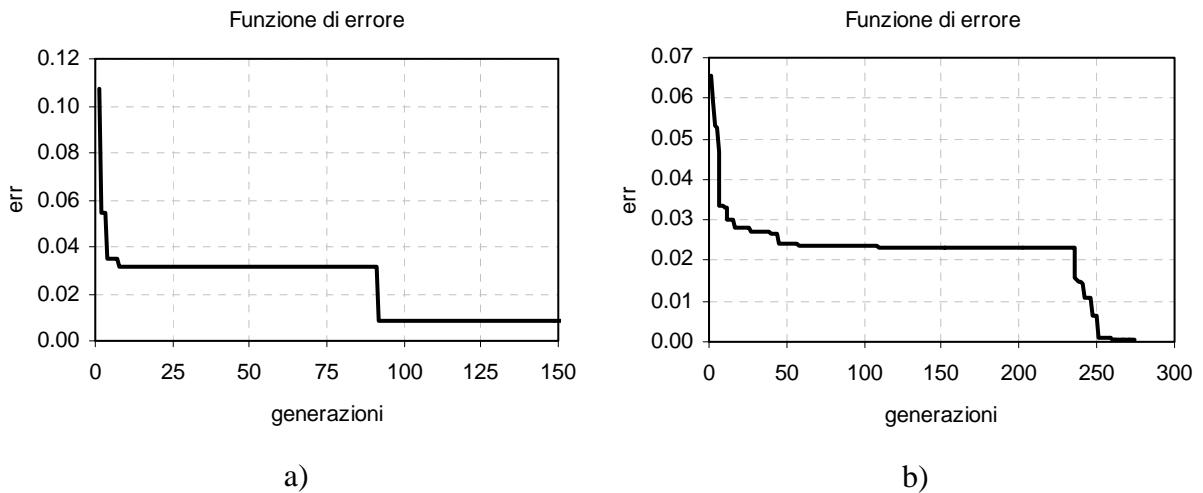 Funzione di errore
0.12
0.10
0.08
0.06
0.04
0.02
0.00
err
0 25 50 75 100 125 150
generazioni
a)
Funzione di errore
0.07
0.06
0.05
0.04
0.03
0.02
0.01
0.00
err
0 50 100 150 200 250 300
generazioni
b)